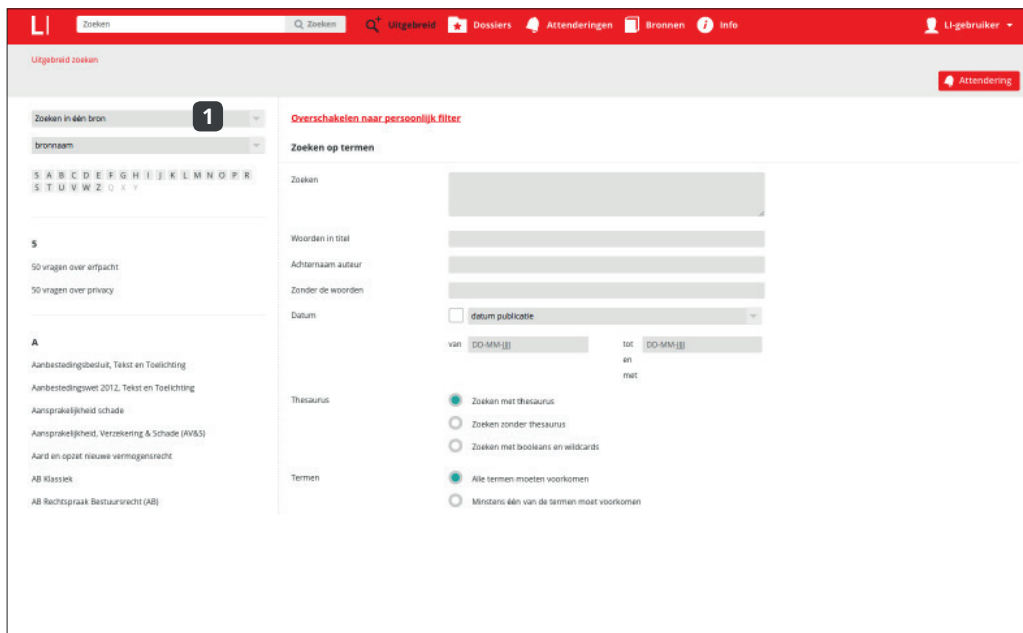 LI Zoeken Zoeken Uitgebreid Dossiers Attenderingen Bronnen Info LI-gebruiker
Uitgebreid zoeken
Attendering
Zoeken in één bron 1
bronnaam
5 A B C D E F G H I J K L M N O P R
S T U V W Z Q X Y
5
50 vragen over erfpacht
50 vragen over privacy
A
Aanbestedingsbesluit, Tekst en Toelichting
Aanbestedingswet 2012, Tekst en Toelichting
Aansprakelijkheid schade
Aansprakelijkheid, Verzekering & Schade (AV&S)
Aard en opzet nieuwe vermogensrecht
AB Klassiek
AB Rechtspraak Bestuursrecht (AB)
Overschakelen naar persoonlijk filter
Zoeken op termen
Zoeken
Woorden in titel
Achternaam auteur
Zonder de woorden
Datum datum publicatie
van DD-MM-JJJJ tot DD-MM-JJJJ
en
met
Thesaurus Zoeken met thesaurus
Zoeken zonder thesaurus
Zoeken met booleans en wildcards
Termen Alle termen moeten voorkomen
Minstens één van de termen moet voorkomen